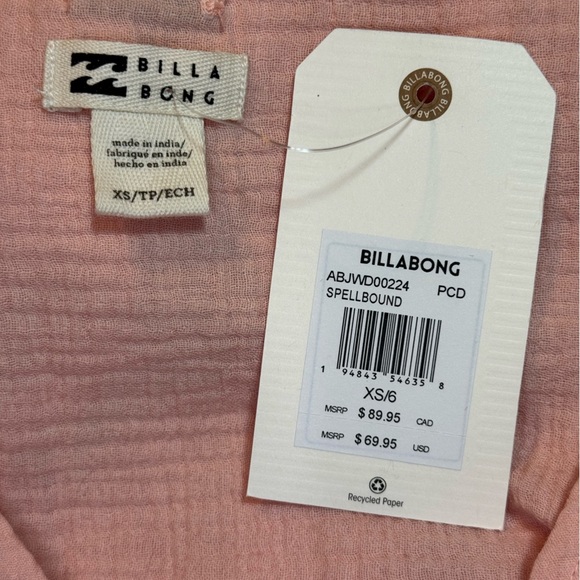 BILLA
BONG
made in india/
fabriqué en inde/
hecho en india
XS/TP/ECH
BILLABONG BILLABONG
BILLABONG
ABJWD00224 PCD
SPELLBOUND
1 94843 54635 8
XS/6
MSRP $ 89.95 CAD
MSRP $ 69.95 USD
Recycled Paper